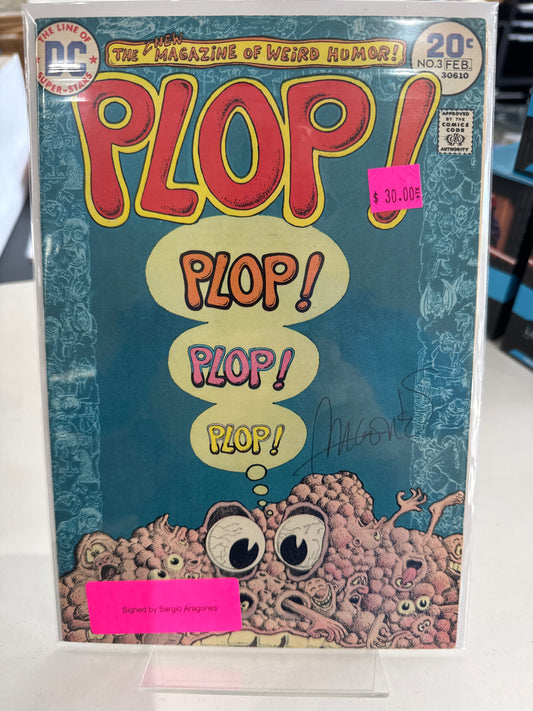 THE LINE OF
DC
SUPER-STARS
THE NEW MAGAZINE OF WEIRD HUMOR!
20¢
NO.3 FEB.
30610
APPROVED
BY THE
COMICS
CODE
AUTHORITY
PLOP!
$ 30.00
PLOP!
PLOP!
PLOP!
ARAGONES
Signed by Sergio Aragones